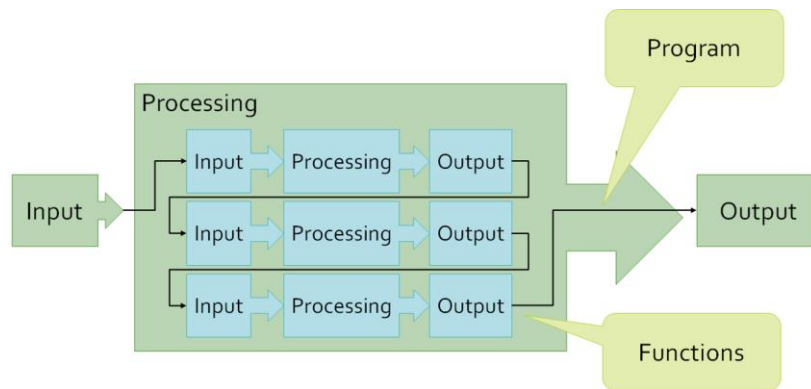 Program
Processing
Input Processing Output
Input
Input Processing Output
Output
Input Processing Output
Functions